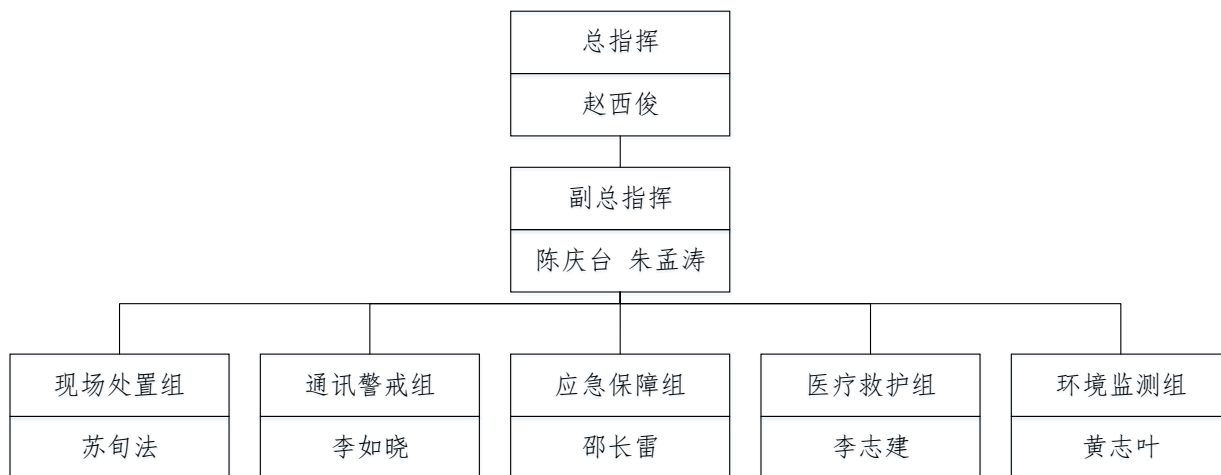 总指挥
赵西俊
副总指挥
陈庆台 朱孟涛
现场处置组 通讯警戒组 应急保障组 医疗救护组 环境监测组
苏旬法 李如晓 邵长雷 李志建 黄志叶